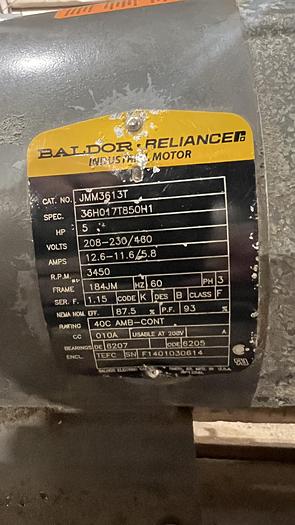 BALDOR · RELIANCE
INDUSTRIAL MOTOR
CAT. NO. JMM3613T
SPEC. 36H017T850H1
HP 5
VOLTS 208-230/460
AMPS 12.6-11.6/5.8
R.P.M. 3450
FRAME 184JM HZ 60 PH 3
SER. F. 1.15 CODE K DES B CLASS F
NEMA NOM. EFF. 87.5 % P.F. 93 %
RATING 40C AMB-CONT
CC 010A USABLE AT 208V A
BEARINGS DE 6207 ODE 6205
ENCL. TEFC SN F1401030614
BALDOR ELECTRIC